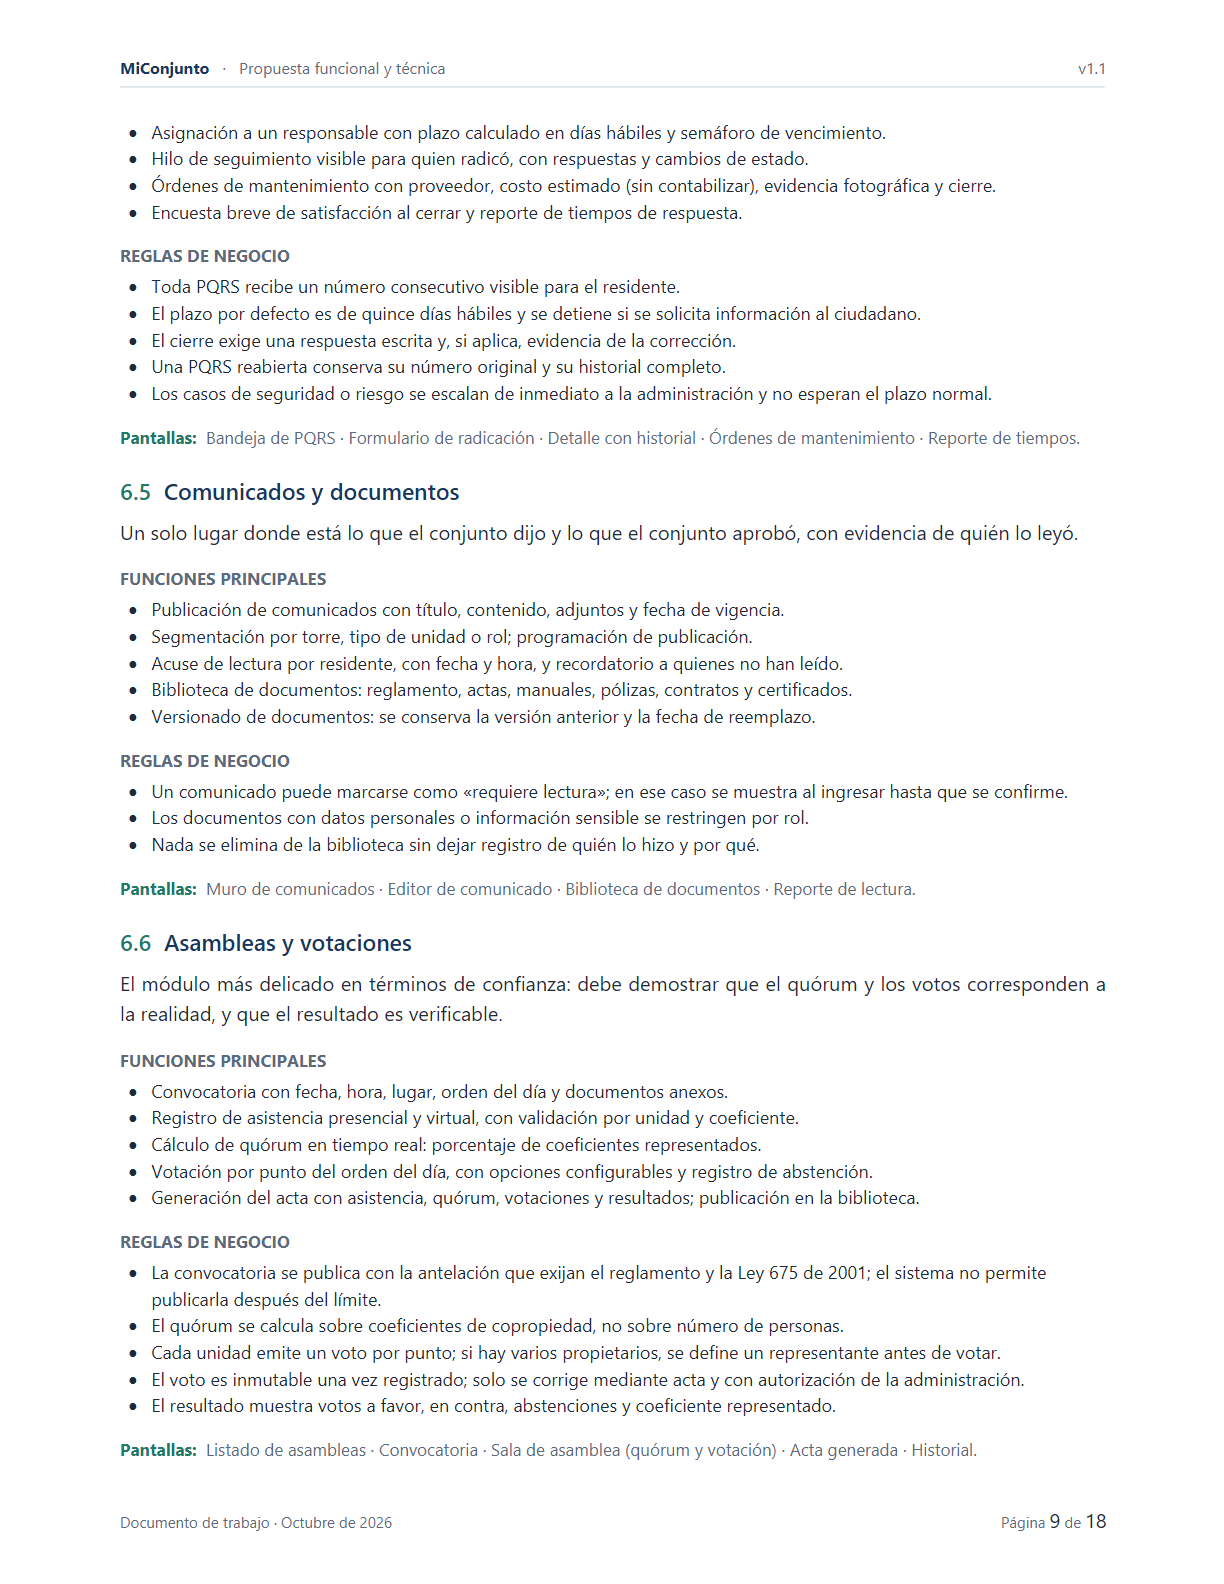 MiConjunto · Propuesta funcional y técnica v1.1
• Asignación a un responsable con plazo calculado en días hábiles y semáforo de vencimiento.
• Hilo de seguimiento visible para quien radicó, con respuestas y cambios de estado.
• Órdenes de mantenimiento con proveedor, costo estimado (sin contabilizar), evidencia fotográfica y cierre.
• Encuesta breve de satisfacción al cerrar y reporte de tiempos de respuesta.
REGLAS DE NEGOCIO
• Toda PQRS recibe un número consecutivo visible para el residente.
• El plazo por defecto es de quince días hábiles y se detiene si se solicita información al ciudadano.
• El cierre exige una respuesta escrita y, si aplica, evidencia de la corrección.
• Una PQRS reabierta conserva su número original y su historial completo.
• Los casos de seguridad o riesgo se escalan de inmediato a la administración y no esperan el plazo normal.
Pantallas: Bandeja de PQRS · Formulario de radicación · Detalle con historial · Órdenes de mantenimiento · Reporte de tiempos.
6.5 Comunicados y documentos
Un solo lugar donde está lo que el conjunto dijo y lo que el conjunto aprobó, con evidencia de quién lo leyó.
FUNCIONES PRINCIPALES
• Publicación de comunicados con título, contenido, adjuntos y fecha de vigencia.
• Segmentación por torre, tipo de unidad o rol; programación de publicación.
• Acuse de lectura por residente, con fecha y hora, y recordatorio a quienes no han leído.
• Biblioteca de documentos: reglamento, actas, manuales, pólizas, contratos y certificados.
• Versionado de documentos: se conserva la versión anterior y la fecha de reemplazo.
REGLAS DE NEGOCIO
• Un comunicado puede marcarse como «requiere lectura»; en ese caso se muestra al ingresar hasta que se confirme.
• Los documentos con datos personales o información sensible se restringen por rol.
• Nada se elimina de la biblioteca sin dejar registro de quién lo hizo y por qué.
Pantallas: Muro de comunicados · Editor de comunicado · Biblioteca de documentos · Reporte de lectura.
6.6 Asambleas y votaciones
El módulo más delicado en términos de confianza: debe demostrar que el quórum y los votos corresponden a
la realidad, y que el resultado es verificable.
FUNCIONES PRINCIPALES
• Convocatoria con fecha, hora, lugar, orden del día y documentos anexos.
• Registro de asistencia presencial y virtual, con validación por unidad y coeficiente.
• Cálculo de quórum en tiempo real: porcentaje de coeficientes representados.
• Votación por punto del orden del día, con opciones configurables y registro de abstención.
• Generación del acta con asistencia, quórum, votaciones y resultados; publicación en la biblioteca.
REGLAS DE NEGOCIO
• La convocatoria se publica con la antelación que exijan el reglamento y la Ley 675 de 2001; el sistema no permite
publicarla después del límite.
• El quórum se calcula sobre coeficientes de copropiedad, no sobre número de personas.
• Cada unidad emite un voto por punto; si hay varios propietarios, se define un representante antes de votar.
• El voto es inmutable una vez registrado; solo se corrige mediante acta y con autorización de la administración.
• El resultado muestra votos a favor, en contra, abstenciones y coeficiente representado.
Pantallas: Listado de asambleas · Convocatoria · Sala de asamblea (quórum y votación) · Acta generada · Historial.
Documento de trabajo · Octubre de 2026 Página 9 de 18